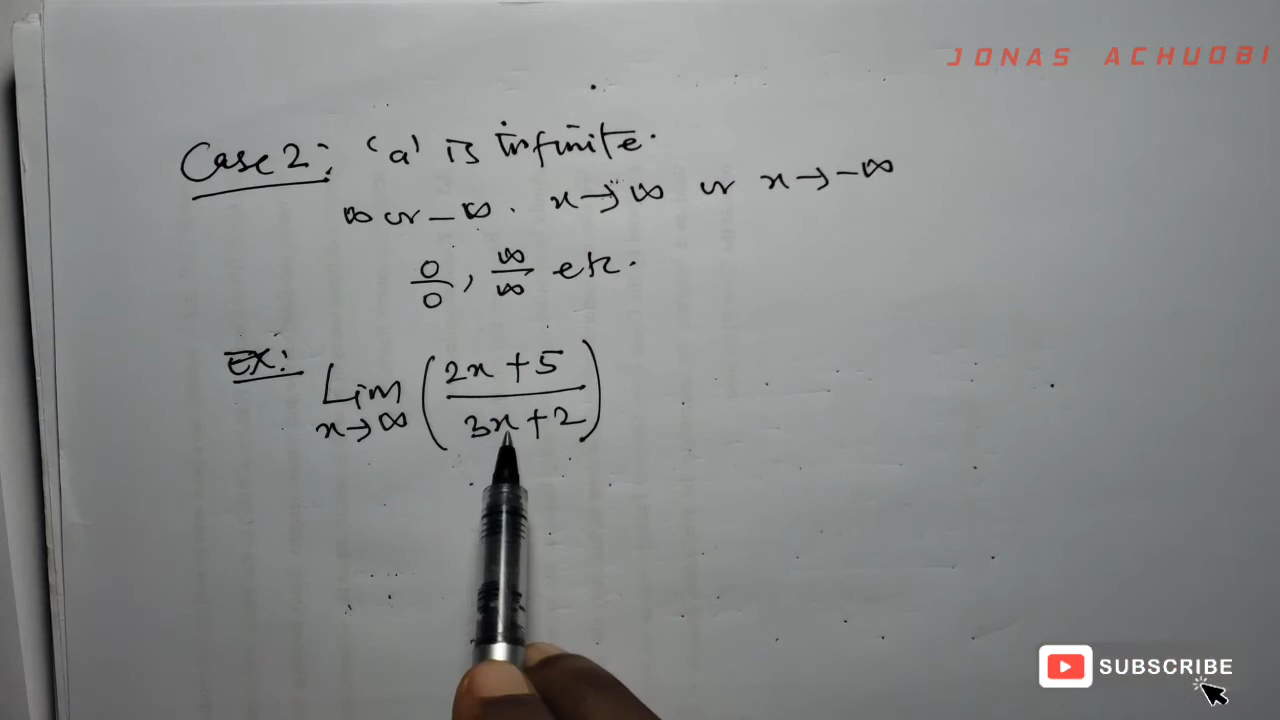 JONAS ACHUOBI
Case 2: 'a' is infinite.
∞ or -∞. x→∞ or x→-∞
0/0, ∞/∞ etc.
Ex: Lim x→∞ (2x+5 / 3x+2)
SUBSCRIBE